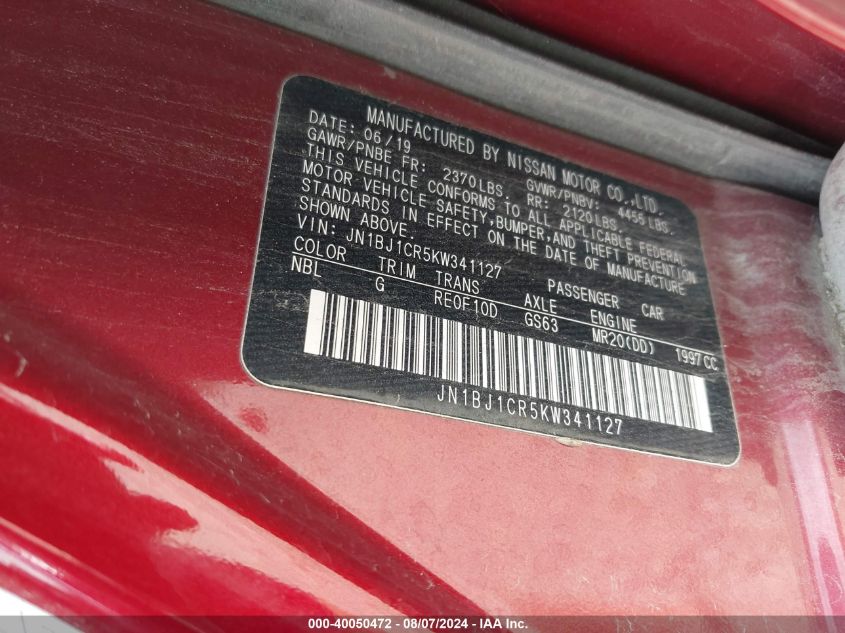 MANUFACTURED BY NISSAN MOTOR CO.,LTD.
DATE: 06/19
GVWR/PNBV: 4456 LBS.
GAWR/PNBE FR: 2370LBS. RR: 2120LBS.
THIS VEHICLE CONFORMS TO ALL APPLICABLE FEDERAL
MOTOR VEHICLE SAFETY,BUMPER,AND THEFT PREVENTION
STANDARDS IN EFFECT ON THE DATE OF MANUFACTURE
SHOWN ABOVE.
VIN: JN1BJ1CR5KW341127
PASSENGER CAR
COLOR TRIM TRANS AXLE ENGINE
NBL G RE0F10D GS63 MR20(DD) 1997CC
JN1BJ1CR5KW341127
000-40050472 - 08/07/2024 - IAA Inc.